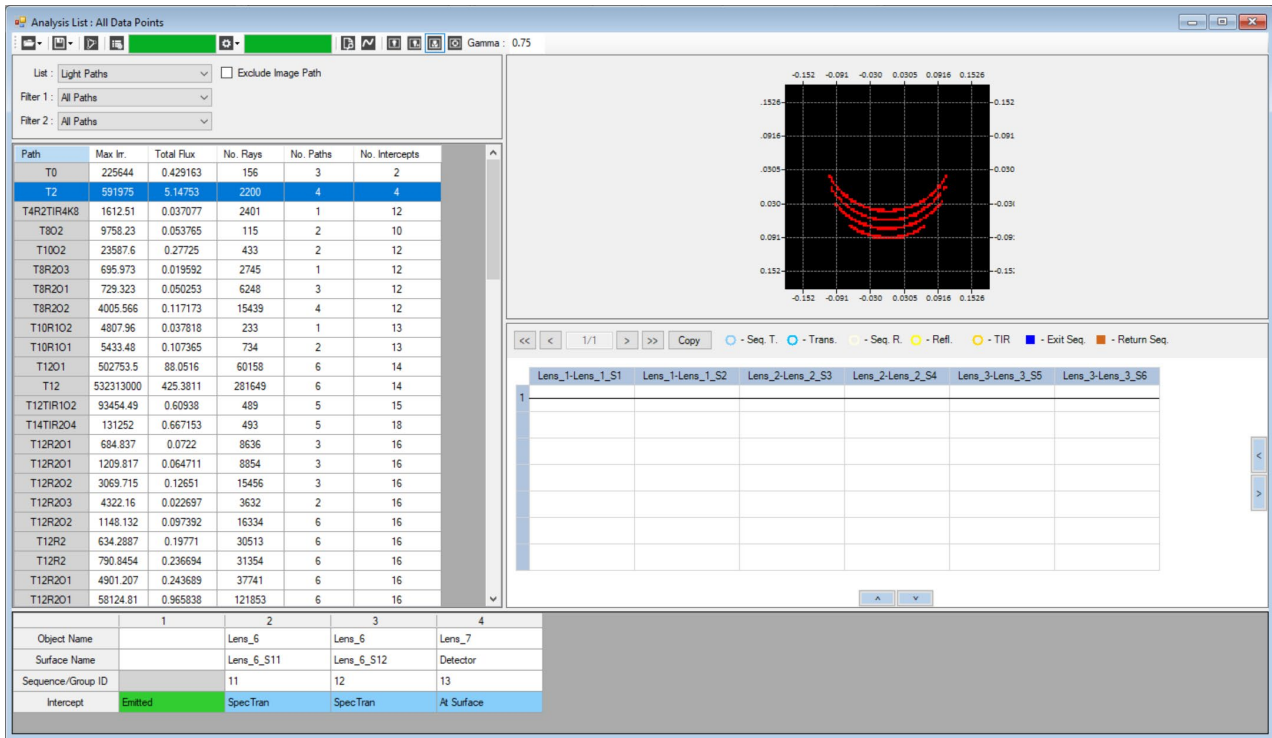 Analysis List : All Data Points
Gamma : 0.75
List : Light Paths Exclude Image Path
Filter 1 : All Paths
Filter 2 : All Paths
Path Max Irr. Total Flux No. Rays No. Paths No. Intercepts
T0 225644 0.429163 156 3 2
T2 591975 5.14753 2200 4 4
T4R2TIR4K8 1612.51 0.037077 2401 1 12
T8O2 9758.23 0.053765 115 2 10
T10O2 23587.6 0.27725 433 2 12
T8R2O3 695.973 0.019592 2745 1 12
T8R2O1 729.323 0.050253 6248 3 12
T8R2O2 4005.566 0.117173 15439 4 12
T10R1O2 4807.96 0.037818 233 1 13
T10R1O1 5433.48 0.107365 734 2 13
T12O1 502753.5 88.0516 60158 6 14
T12 532313000 425.3811 281649 6 14
T12TIR1O2 93454.49 0.60938 489 5 15
T14TIR2O4 131252 0.667153 493 5 18
T12R2O1 684.837 0.0722 8636 3 16
T12R2O1 1209.817 0.064711 8854 3 16
T12R2O2 3069.715 0.12651 15456 3 16
T12R2O3 4322.16 0.022697 3632 2 16
T12R2O2 1148.132 0.097392 16334 6 16
T12R2 634.2887 0.19771 30513 6 16
T12R2 790.8454 0.236694 31354 6 16
T12R2O1 4901.207 0.243689 37741 6 16
T12R2O1 58124.81 0.965838 121853 6 16
-0.152 -0.091 -0.030 0.0305 0.0916 0.1526
.1526 -0.152
.0916 -0.091
.0305 -0.030
0.030 -0.03(
0.091 -0.09:
0.152 -0.15:
-0.152 -0.091 -0.030 0.0305 0.0916 0.1526
<< < 1/1 > >> Copy - Seq. T. - Trans. - Seq. R. - Refl. - TIR - Exit Seq. - Return Seq.
Lens_1-Lens_1_S1 Lens_1-Lens_1_S2 Lens_2-Lens_2_S3 Lens_2-Lens_2_S4 Lens_3-Lens_3_S5 Lens_3-Lens_3_S6
1
<
>
1 2 3 4
Object Name Lens_6 Lens_6 Lens_7
Surface Name Lens_6_S11 Lens_6_S12 Detector
Sequence/Group ID 11 12 13
Intercept Emitted SpecTran SpecTran At Surface